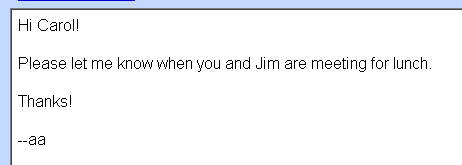 Hi Carol!
Please let me know when you and Jim are meeting for lunch.
Thanks!
--aa